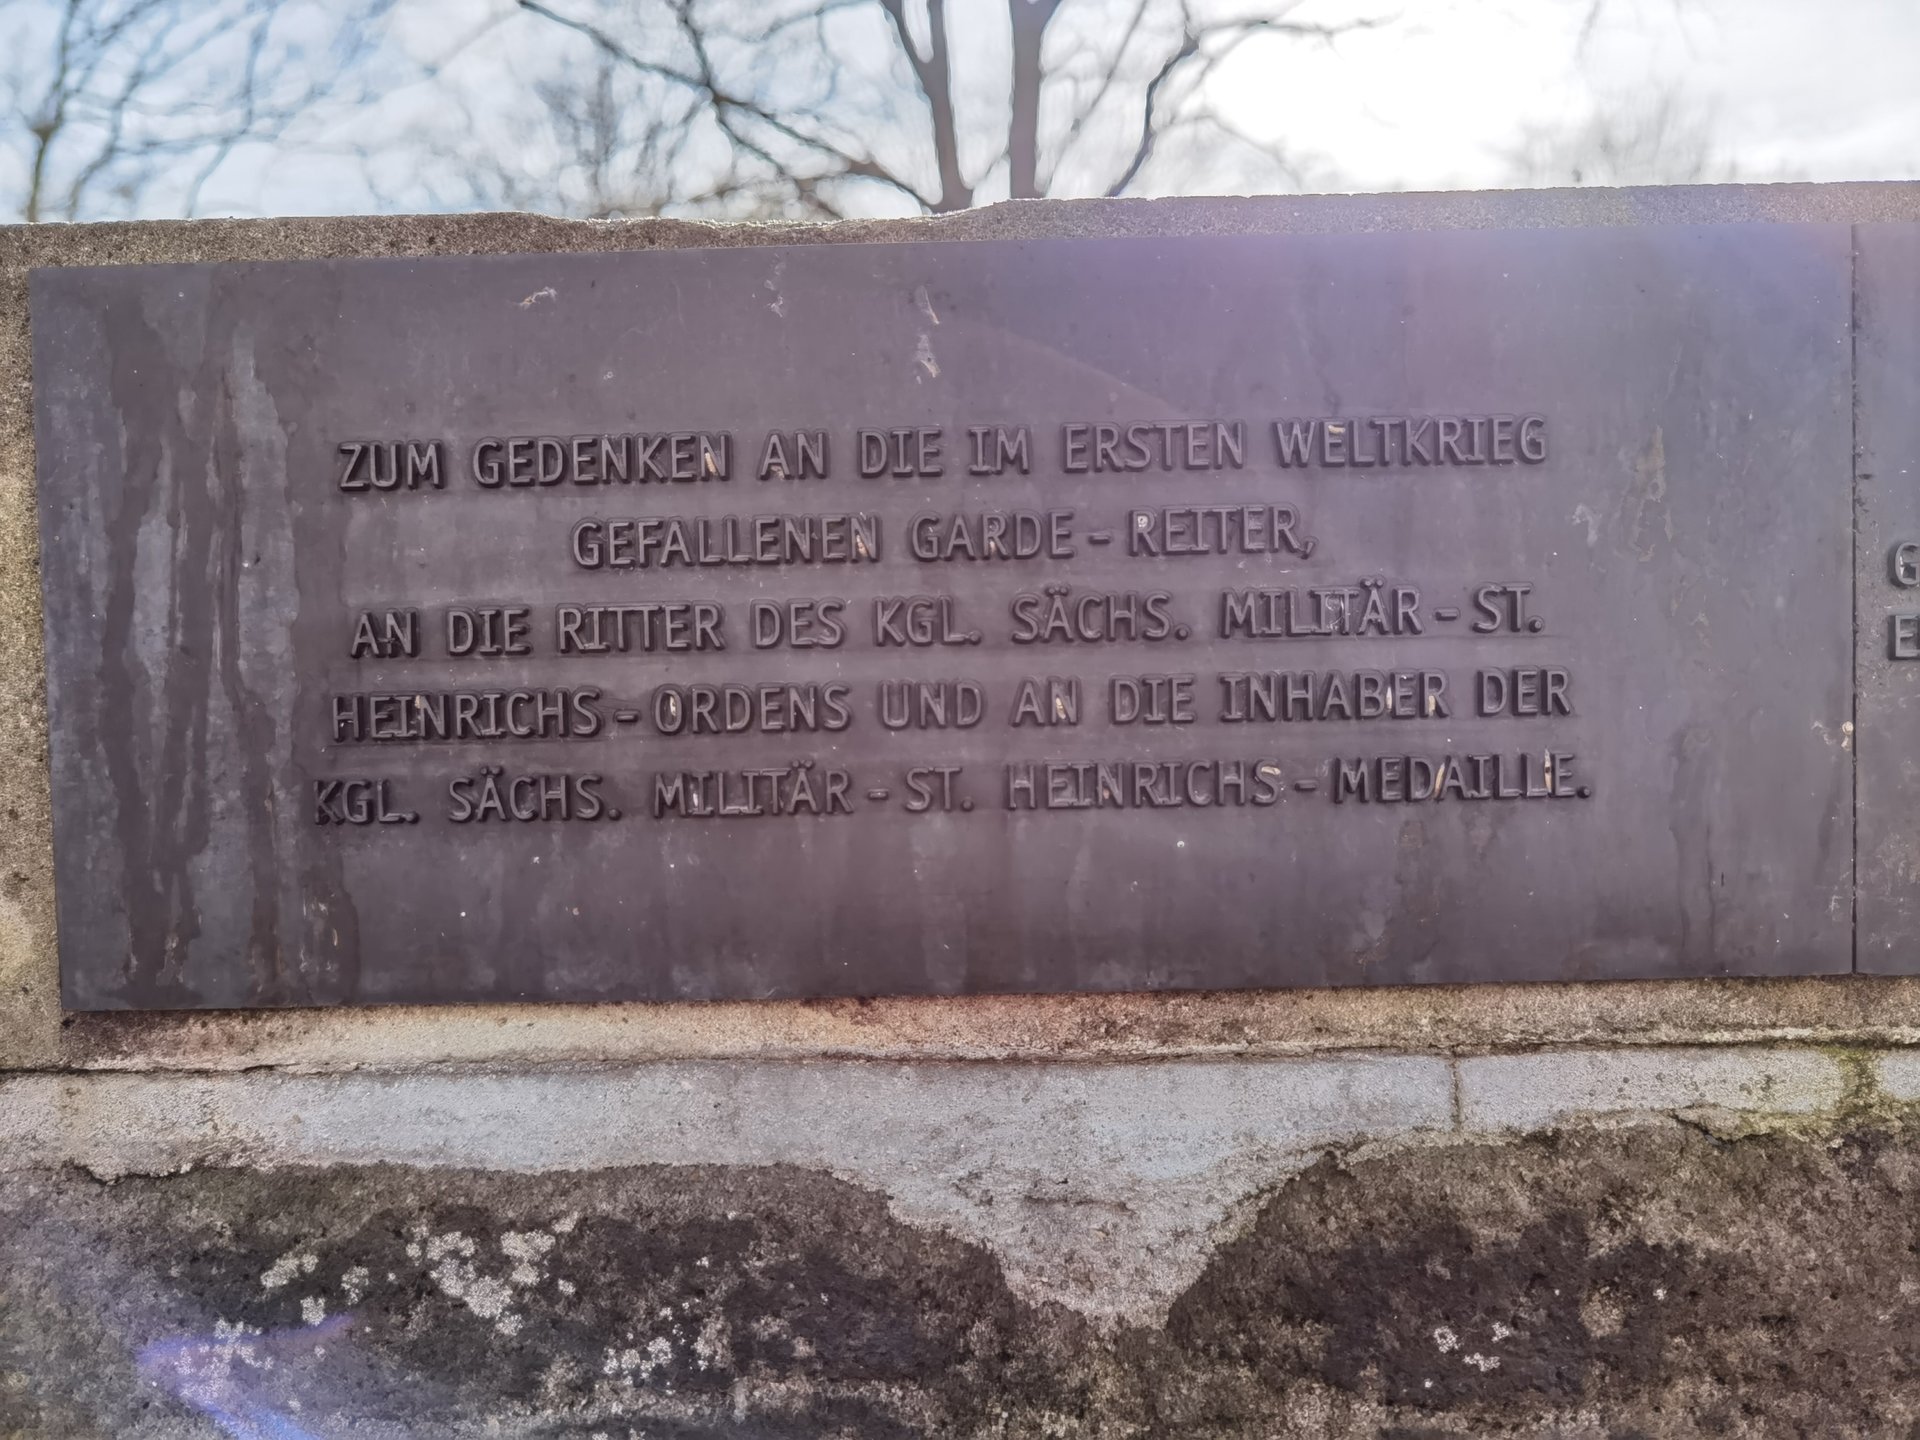 ZUM GEDENKEN AN DIE IM ERSTEN WELTKRIEG
GEFALLENEN GARDE-REITER,
AN DIE RITTER DES KGL. SÄCHS. MILITÄR-ST.
HEINRICHS-ORDENS UND AN DIE INHABER DER
KGL. SÄCHS. MILITÄR-ST. HEINRICHS-MEDAILLE.